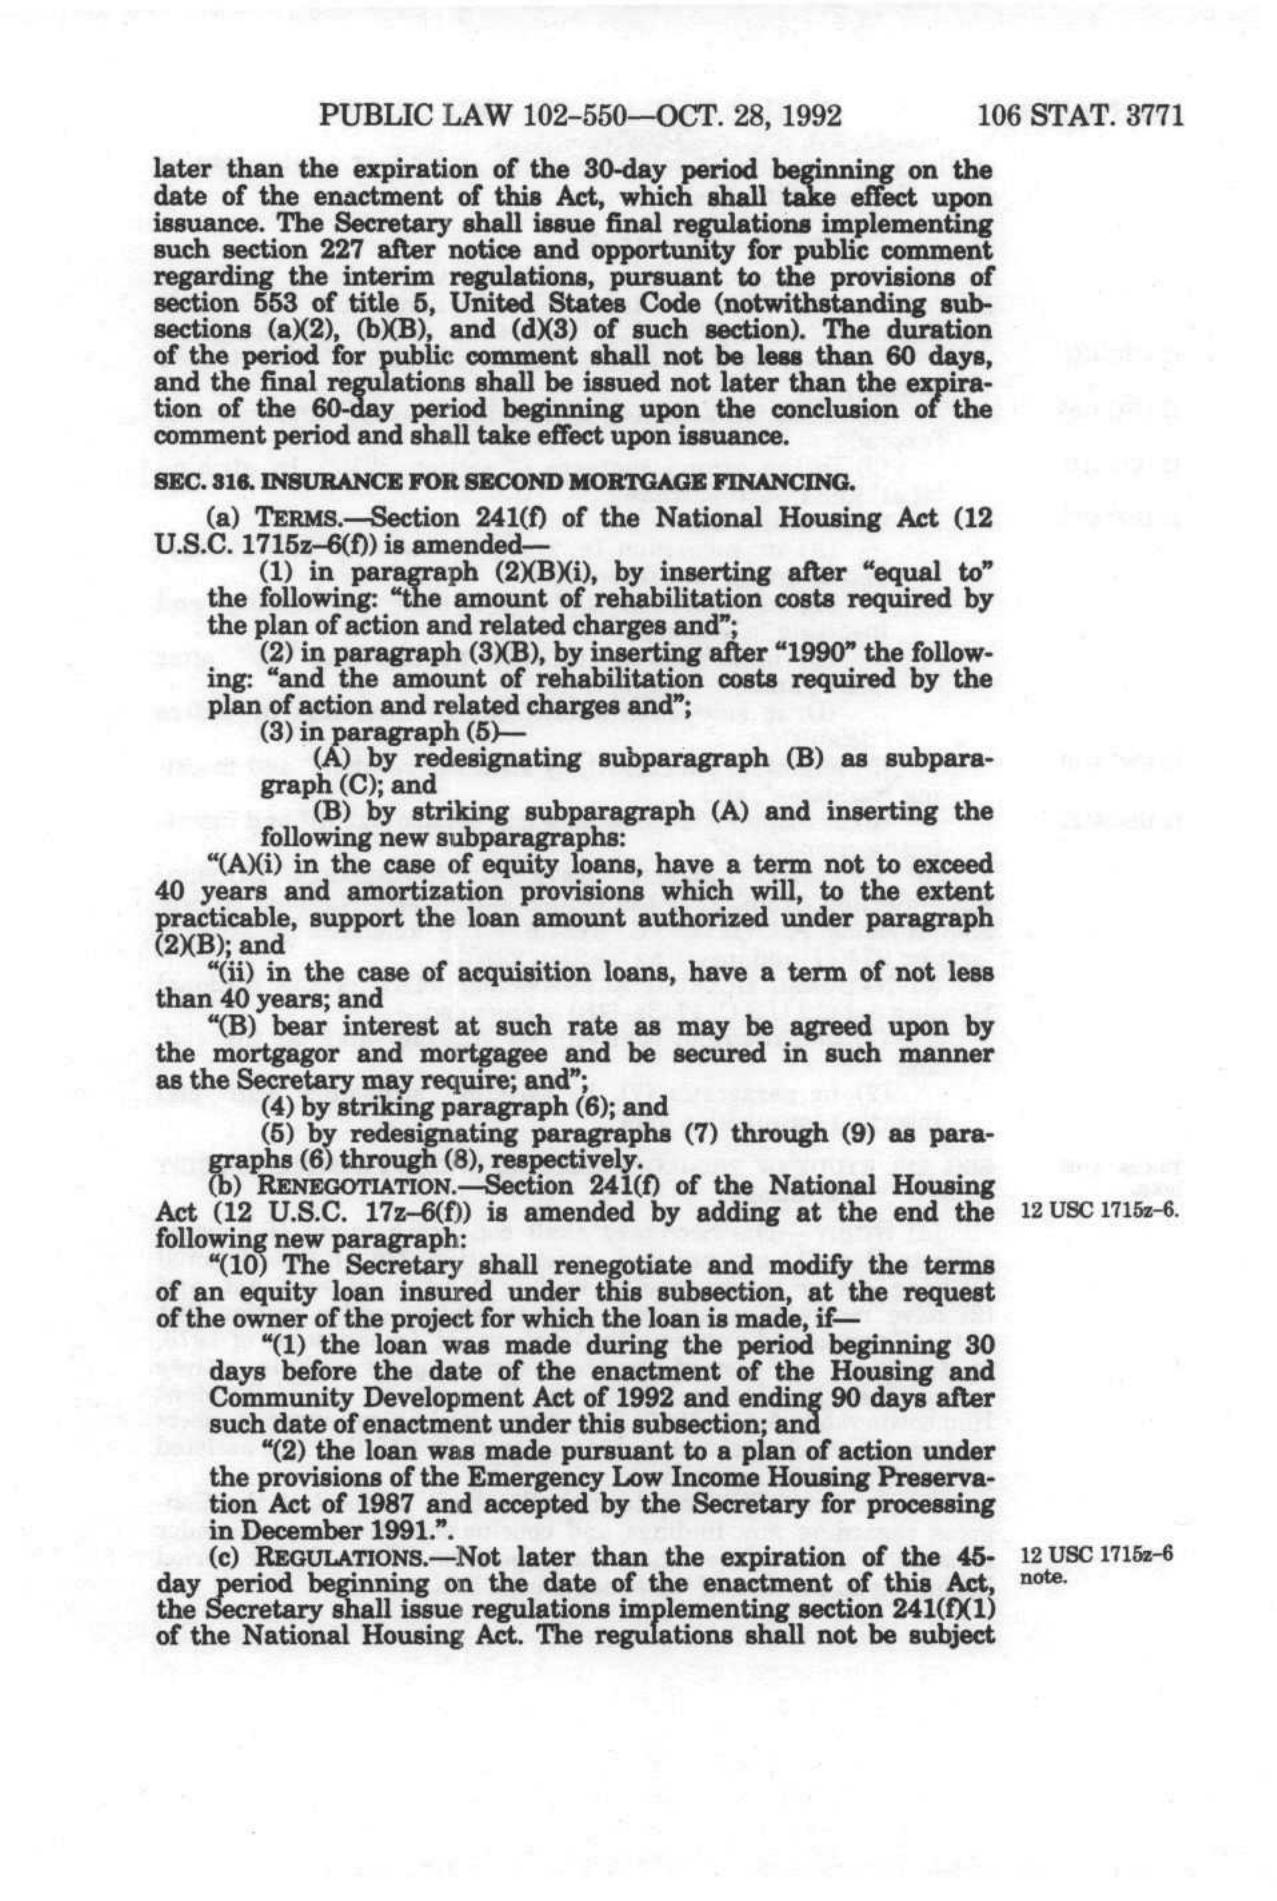 PUBLIC LAW 102–550—OCT. 28, 1992 106 STAT. 3771
later than the expiration of the 30-day period beginning on the
date of the enactment of this Act, which shall take effect upon
issuance. The Secretary shall issue final regulations implementing
such section 227 after notice and opportunity for public comment
regarding the interim regulations, pursuant to the provisions of
section 553 of title 5, United States Code (notwithstanding sub-
sections (a)(2), (b)(B), and (d)(3) of such section). The duration
of the period for public comment shall not be less than 60 days,
and the final regulations shall be issued not later than the expira-
tion of the 60-day period beginning upon the conclusion of the
comment period and shall take effect upon issuance.
SEC. 316. INSURANCE FOR SECOND MORTGAGE FINANCING.
(a) TERMS.—Section 241(f) of the National Housing Act (12
U.S.C. 1715z–6(f)) is amended—
(1) in paragraph (2)(B)(i), by inserting after “equal to”
the following: “the amount of rehabilitation costs required by
the plan of action and related charges and”;
(2) in paragraph (3)(B), by inserting after “1990” the follow-
ing: “and the amount of rehabilitation costs required by the
plan of action and related charges and”;
(3) in paragraph (5)—
(A) by redesignating subparagraph (B) as subpara-
graph (C); and
(B) by striking subparagraph (A) and inserting the
following new subparagraphs:
“(A)(i) in the case of equity loans, have a term not to exceed
40 years and amortization provisions which will, to the extent
practicable, support the loan amount authorized under paragraph
(2)(B); and
“(ii) in the case of acquisition loans, have a term of not less
than 40 years; and
“(B) bear interest at such rate as may be agreed upon by
the mortgagor and mortgagee and be secured in such manner
as the Secretary may require; and”;
(4) by striking paragraph (6); and
(5) by redesignating paragraphs (7) through (9) as para-
graphs (6) through (8), respectively.
(b) RENEGOTIATION.—Section 241(f) of the National Housing
Act (12 U.S.C. 17z–6(f)) is amended by adding at the end the 12 USC 1715z–6.
following new paragraph:
“(10) The Secretary shall renegotiate and modify the terms
of an equity loan insured under this subsection, at the request
of the owner of the project for which the loan is made, if—
“(1) the loan was made during the period beginning 30
days before the date of the enactment of the Housing and
Community Development Act of 1992 and ending 90 days after
such date of enactment under this subsection; and
“(2) the loan was made pursuant to a plan of action under
the provisions of the Emergency Low Income Housing Preserva-
tion Act of 1987 and accepted by the Secretary for processing
in December 1991.”.
(c) REGULATIONS.—Not later than the expiration of the 45- 12 USC 1715z–6
day period beginning on the date of the enactment of this Act, note.
the Secretary shall issue regulations implementing section 241(f)(1)
of the National Housing Act. The regulations shall not be subject